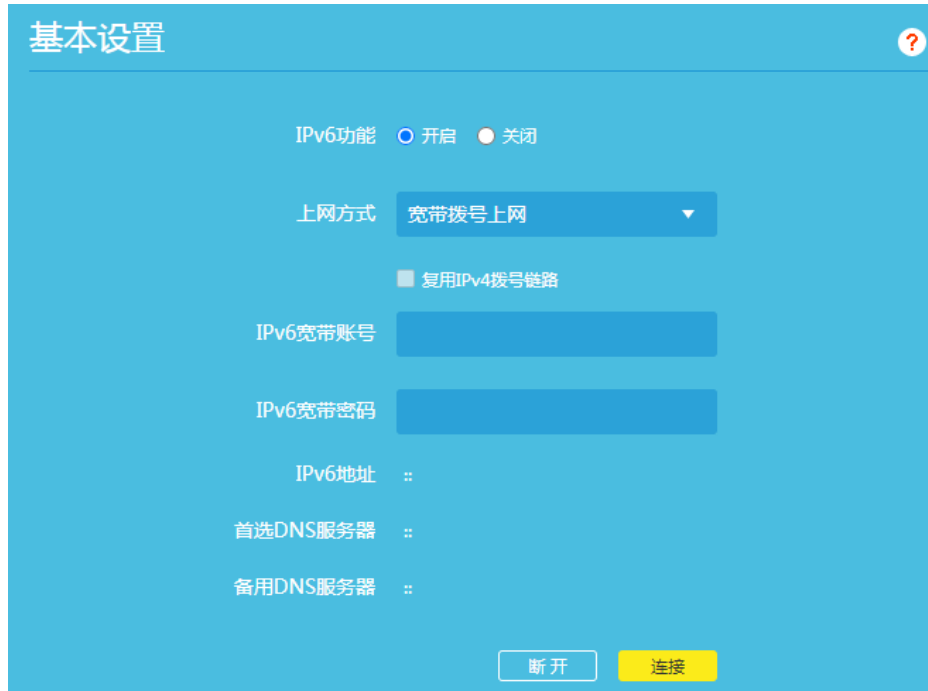 基本设置
?
IPv6功能 开启 关闭
上网方式 宽带拨号上网
复用IPv4拨号链路
IPv6宽带账号
IPv6宽带密码
IPv6地址 ::
首选DNS服务器 ::
备用DNS服务器 ::
断开 连接